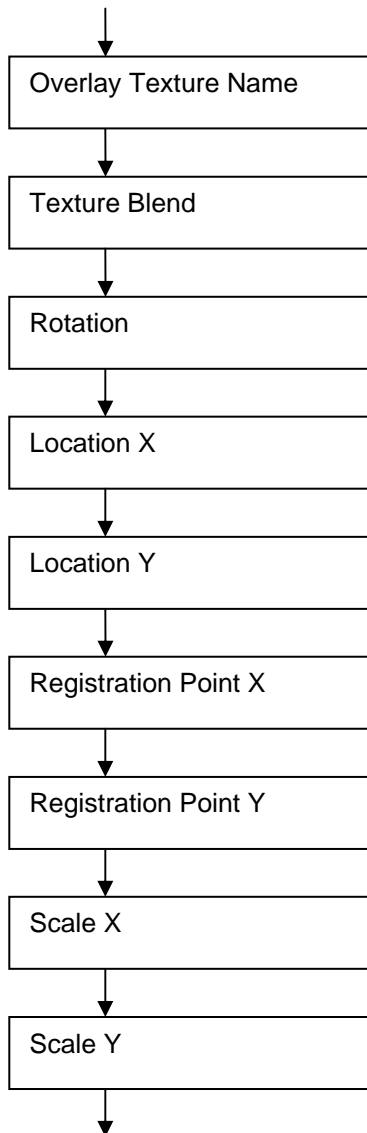 Overlay Texture Name
Texture Blend
Rotation
Location X
Location Y
Registration Point X
Registration Point Y
Scale X
Scale Y